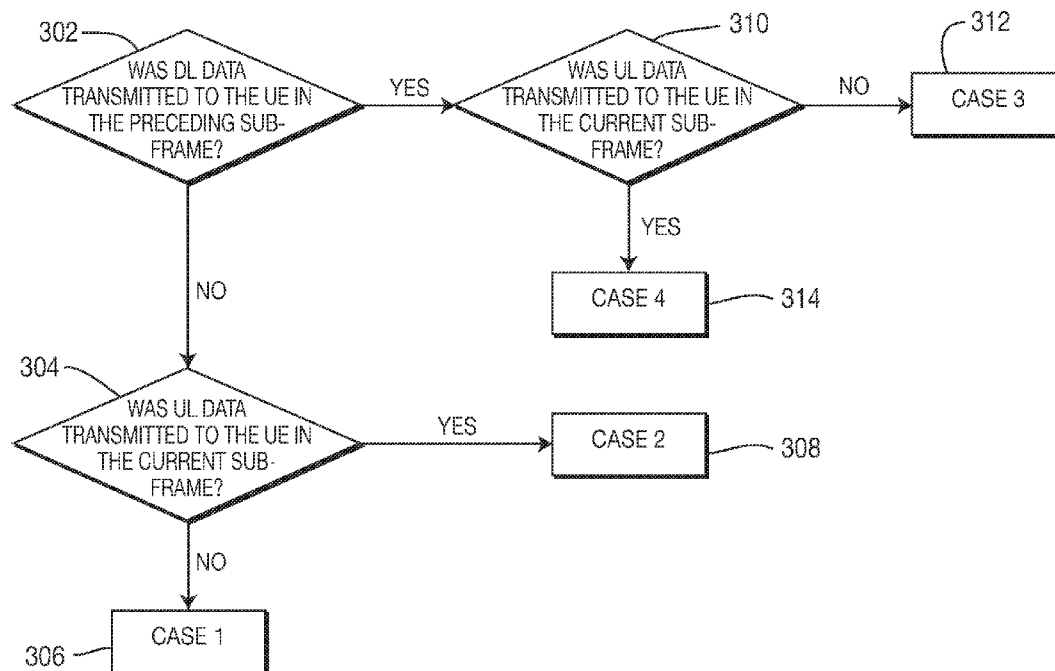 302
WAS DL DATA
TRANSMITTED TO THE UE IN
THE PRECEDING SUB-
FRAME?
YES
310
WAS UL DATA
TRANSMITTED TO THE UE IN
THE CURRENT SUB-
FRAME?
NO
312
CASE 3
YES
CASE 4
314
NO
304
WAS UL DATA
TRANSMITTED TO THE UE IN
THE CURRENT SUB-
FRAME?
YES
CASE 2
308
NO
CASE 1
306